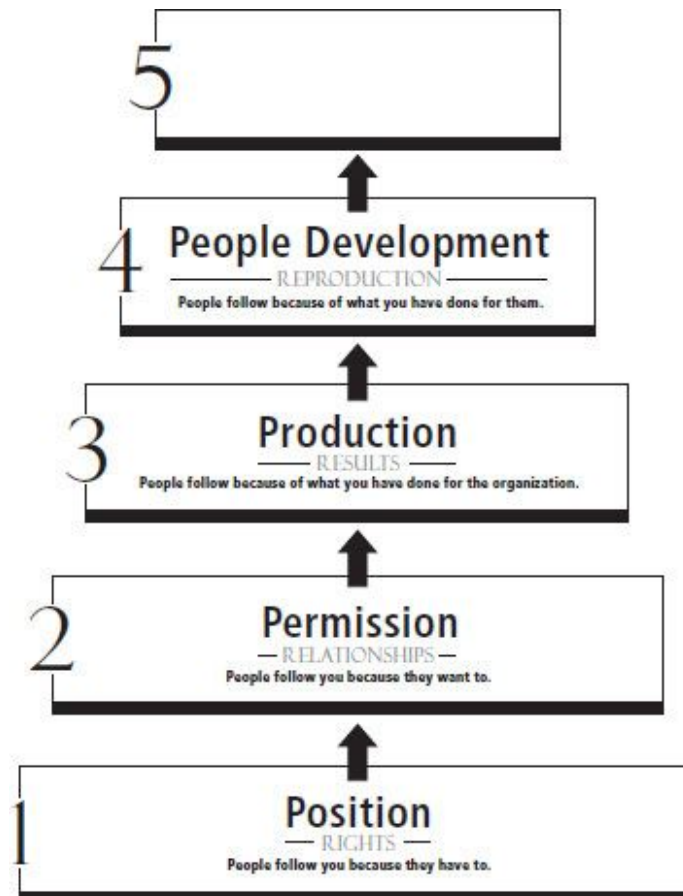 5
4
People Development
REPRODUCTION
People follow because of what you have done for them.
3
Production
RESULTS
People follow because of what you have done for the organization.
2
Permission
RELATIONSHIPS
People follow you because they want to.
1
Position
RIGHTS
People follow you because they have to.